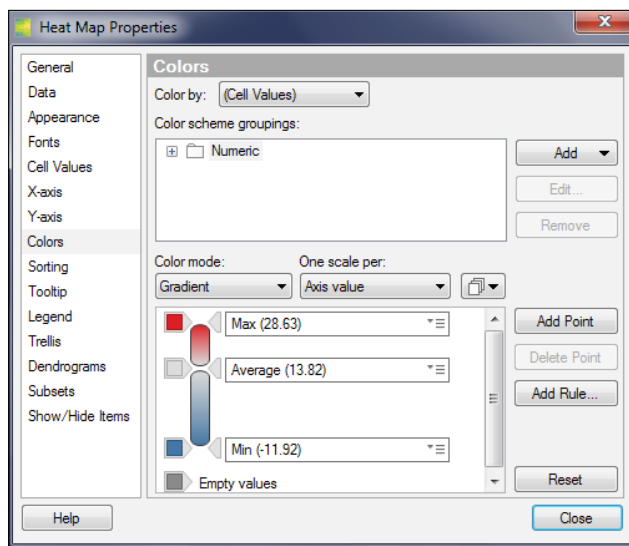 Heat Map Properties
General
Data
Appearance
Fonts
Cell Values
X-axis
Y-axis
Colors
Sorting
Tooltip
Legend
Trellis
Dendrograms
Subsets
Show/Hide Items
Colors
Color by: (Cell Values)
Color scheme groupings:
Numeric
Add
Edit...
Remove
Color mode: One scale per:
Gradient Axis value
Max (28.63)
Average (13.82)
Min (-11.92)
Empty values
Add Point
Delete Point
Add Rule...
Reset
Help Close